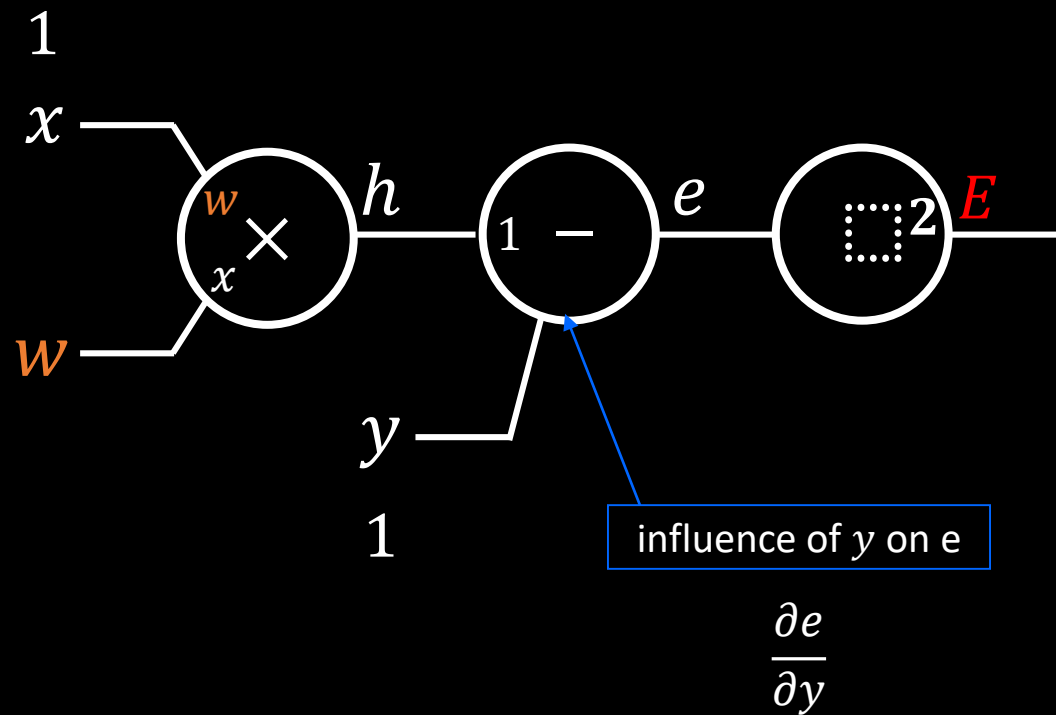 1
x
w
×
x
w
h
1 −
y
1
e
□²
E
influence of y on e
∂e
∂y